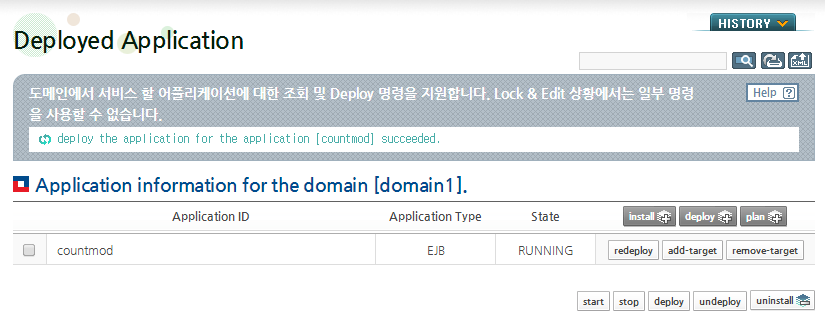 HISTORY
Deployed Application
XML
도메인에서 서비스 할 어플리케이션에 대한 조회 및 Deploy 명령을 지원합니다. Lock & Edit 상황에서는 일부 명령
을 사용할 수 없습니다.
Help ?
deploy the application for the application [countmod] succeeded.
Application information for the domain [domain1].
Application ID Application Type State install deploy plan
countmod EJB RUNNING redeploy add-target remove-target
start stop deploy undeploy uninstall